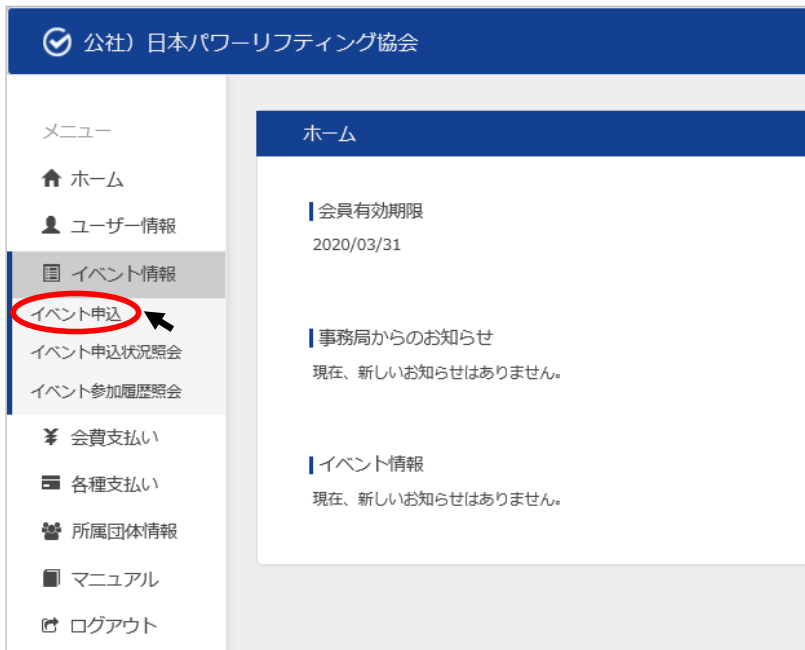 公社）日本パワーリフティング協会
メニュー
ホーム
ユーザー情報
イベント情報
イベント申込
イベント申込状況照会
イベント参加履歴照会
会費支払い
各種支払い
所属団体情報
マニュアル
ログアウト
ホーム
会員有効期限
2020/03/31
事務局からのお知らせ
現在、新しいお知らせはありません。
イベント情報
現在、新しいお知らせはありません。